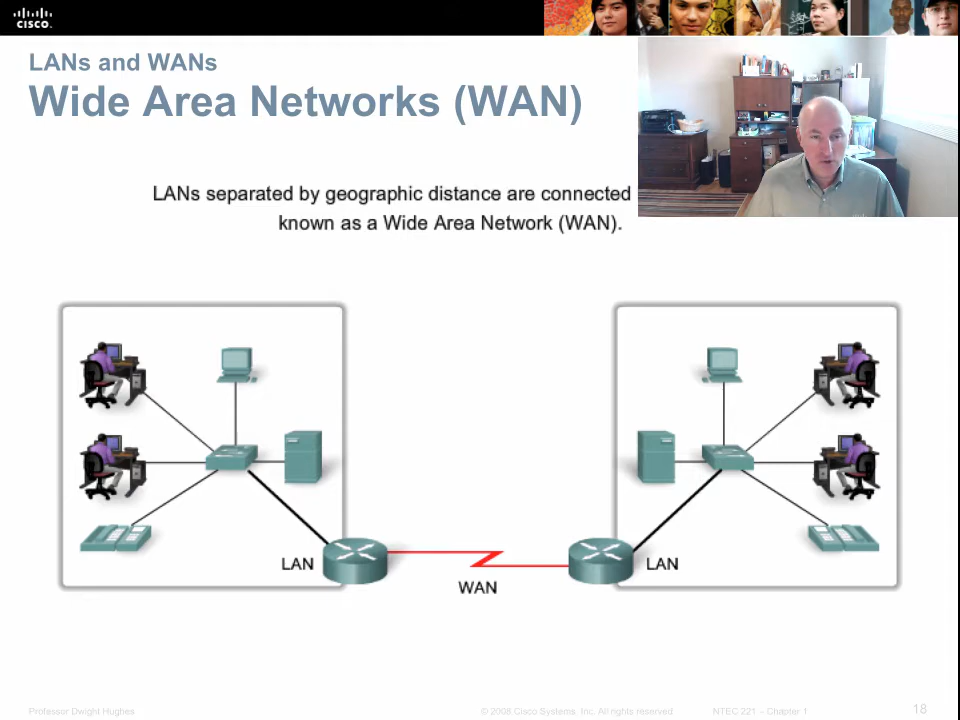 CISCO.
LANs and WANs
Wide Area Networks (WAN)
LANs separated by geographic distance are connected
known as a Wide Area Network (WAN).
LAN
LAN
WAN
Professor Dwight Hughes
© 2008 Cisco Systems, Inc. All rights reserved.
NTEC 221 – Chapter 1
18